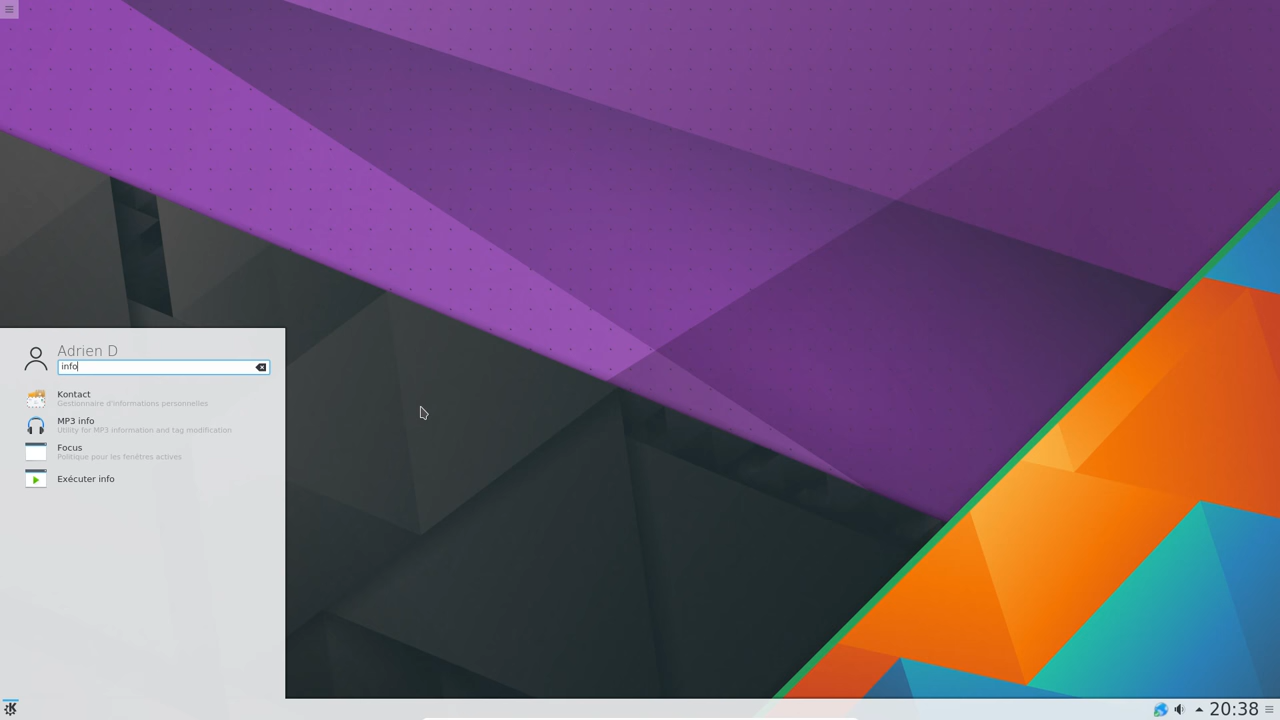 Adrien D
info
Kontact
Gestionnaire d'informations personnelles
MP3 info
Utility for MP3 information and tag modification
Focus
Politique pour les fenêtres actives
Exécuter info
20:38